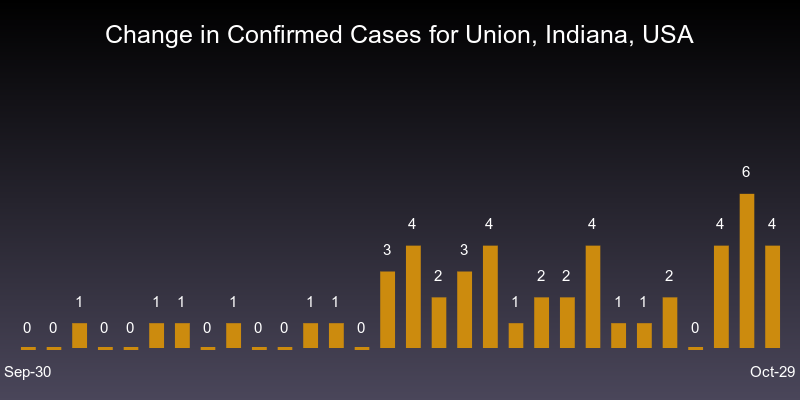 Change in Confirmed Cases for Union, Indiana, USA
0 0 1 0 0 1 1 0 1 0 0 1 1 0 3 4 2 3 4 1 2 2 4 1 1 2 0 4 6 4
Sep-30 Oct-29